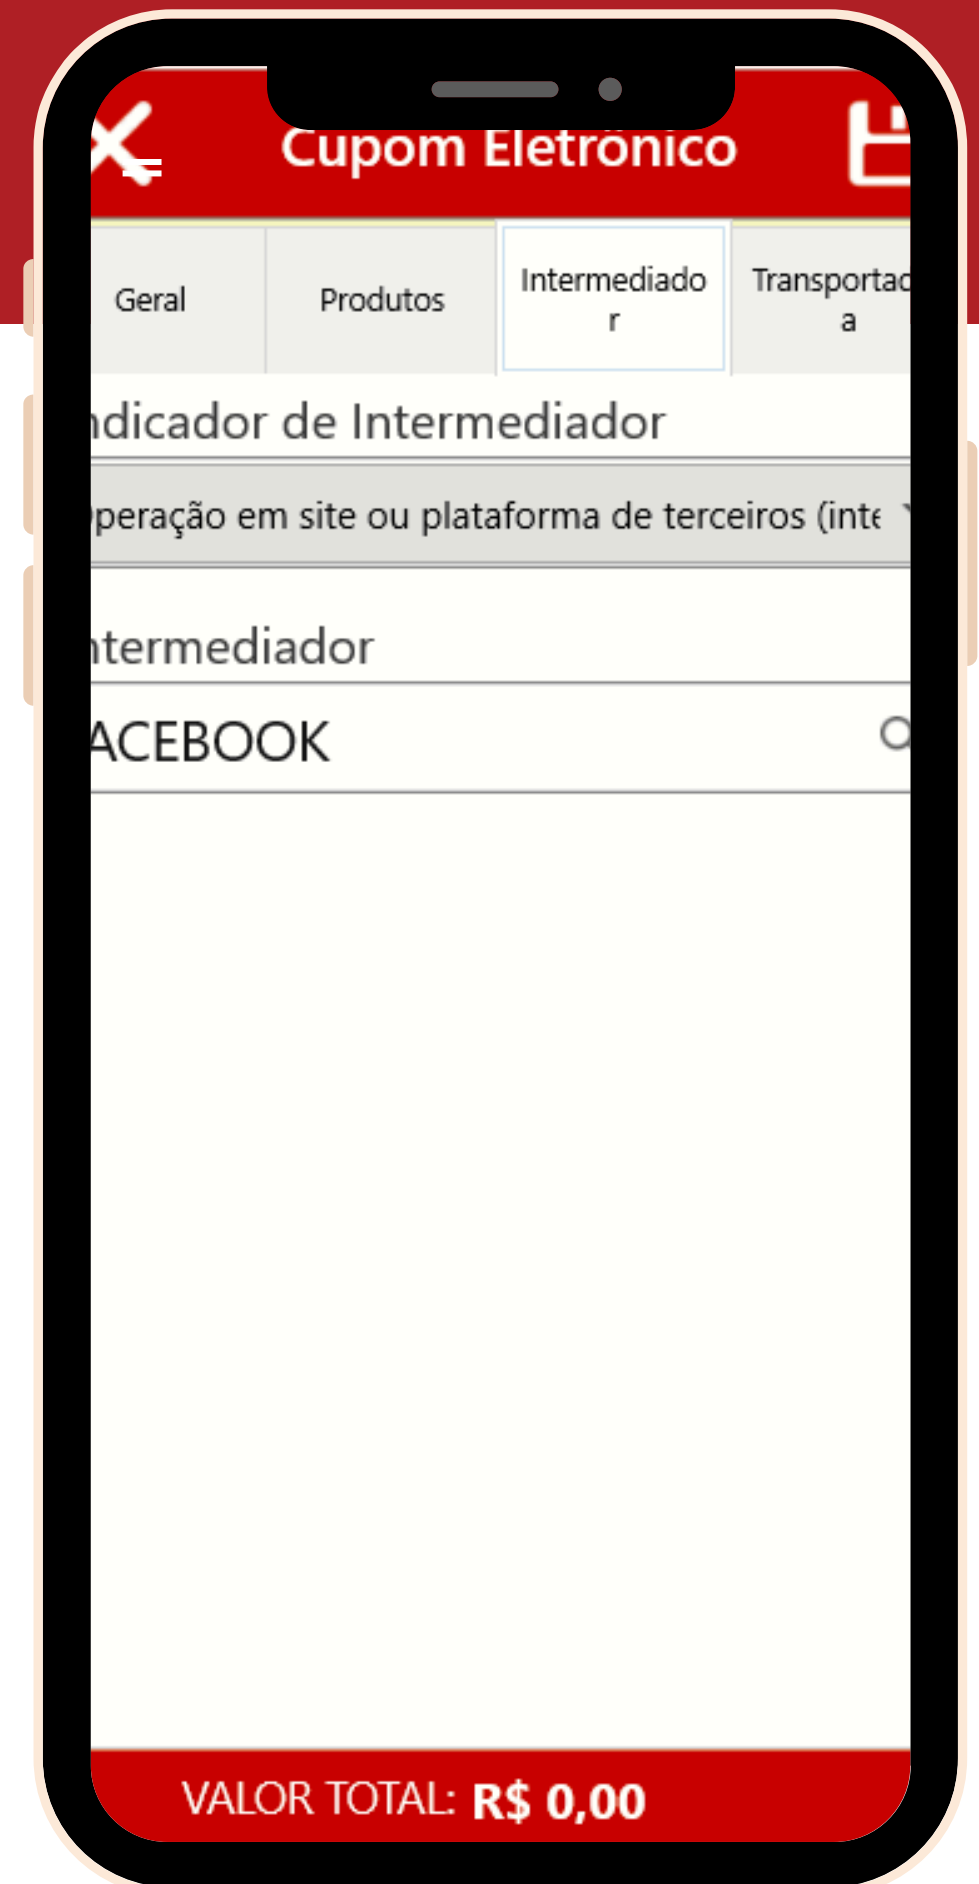 Cupom Eletrônico
Geral
Produtos
Intermediado
r
Transportad
a
ndicador de Intermediador
peração em site ou plataforma de terceiros (inte
ntermediador
ACEBOOK
VALOR TOTAL: R$ 0,00